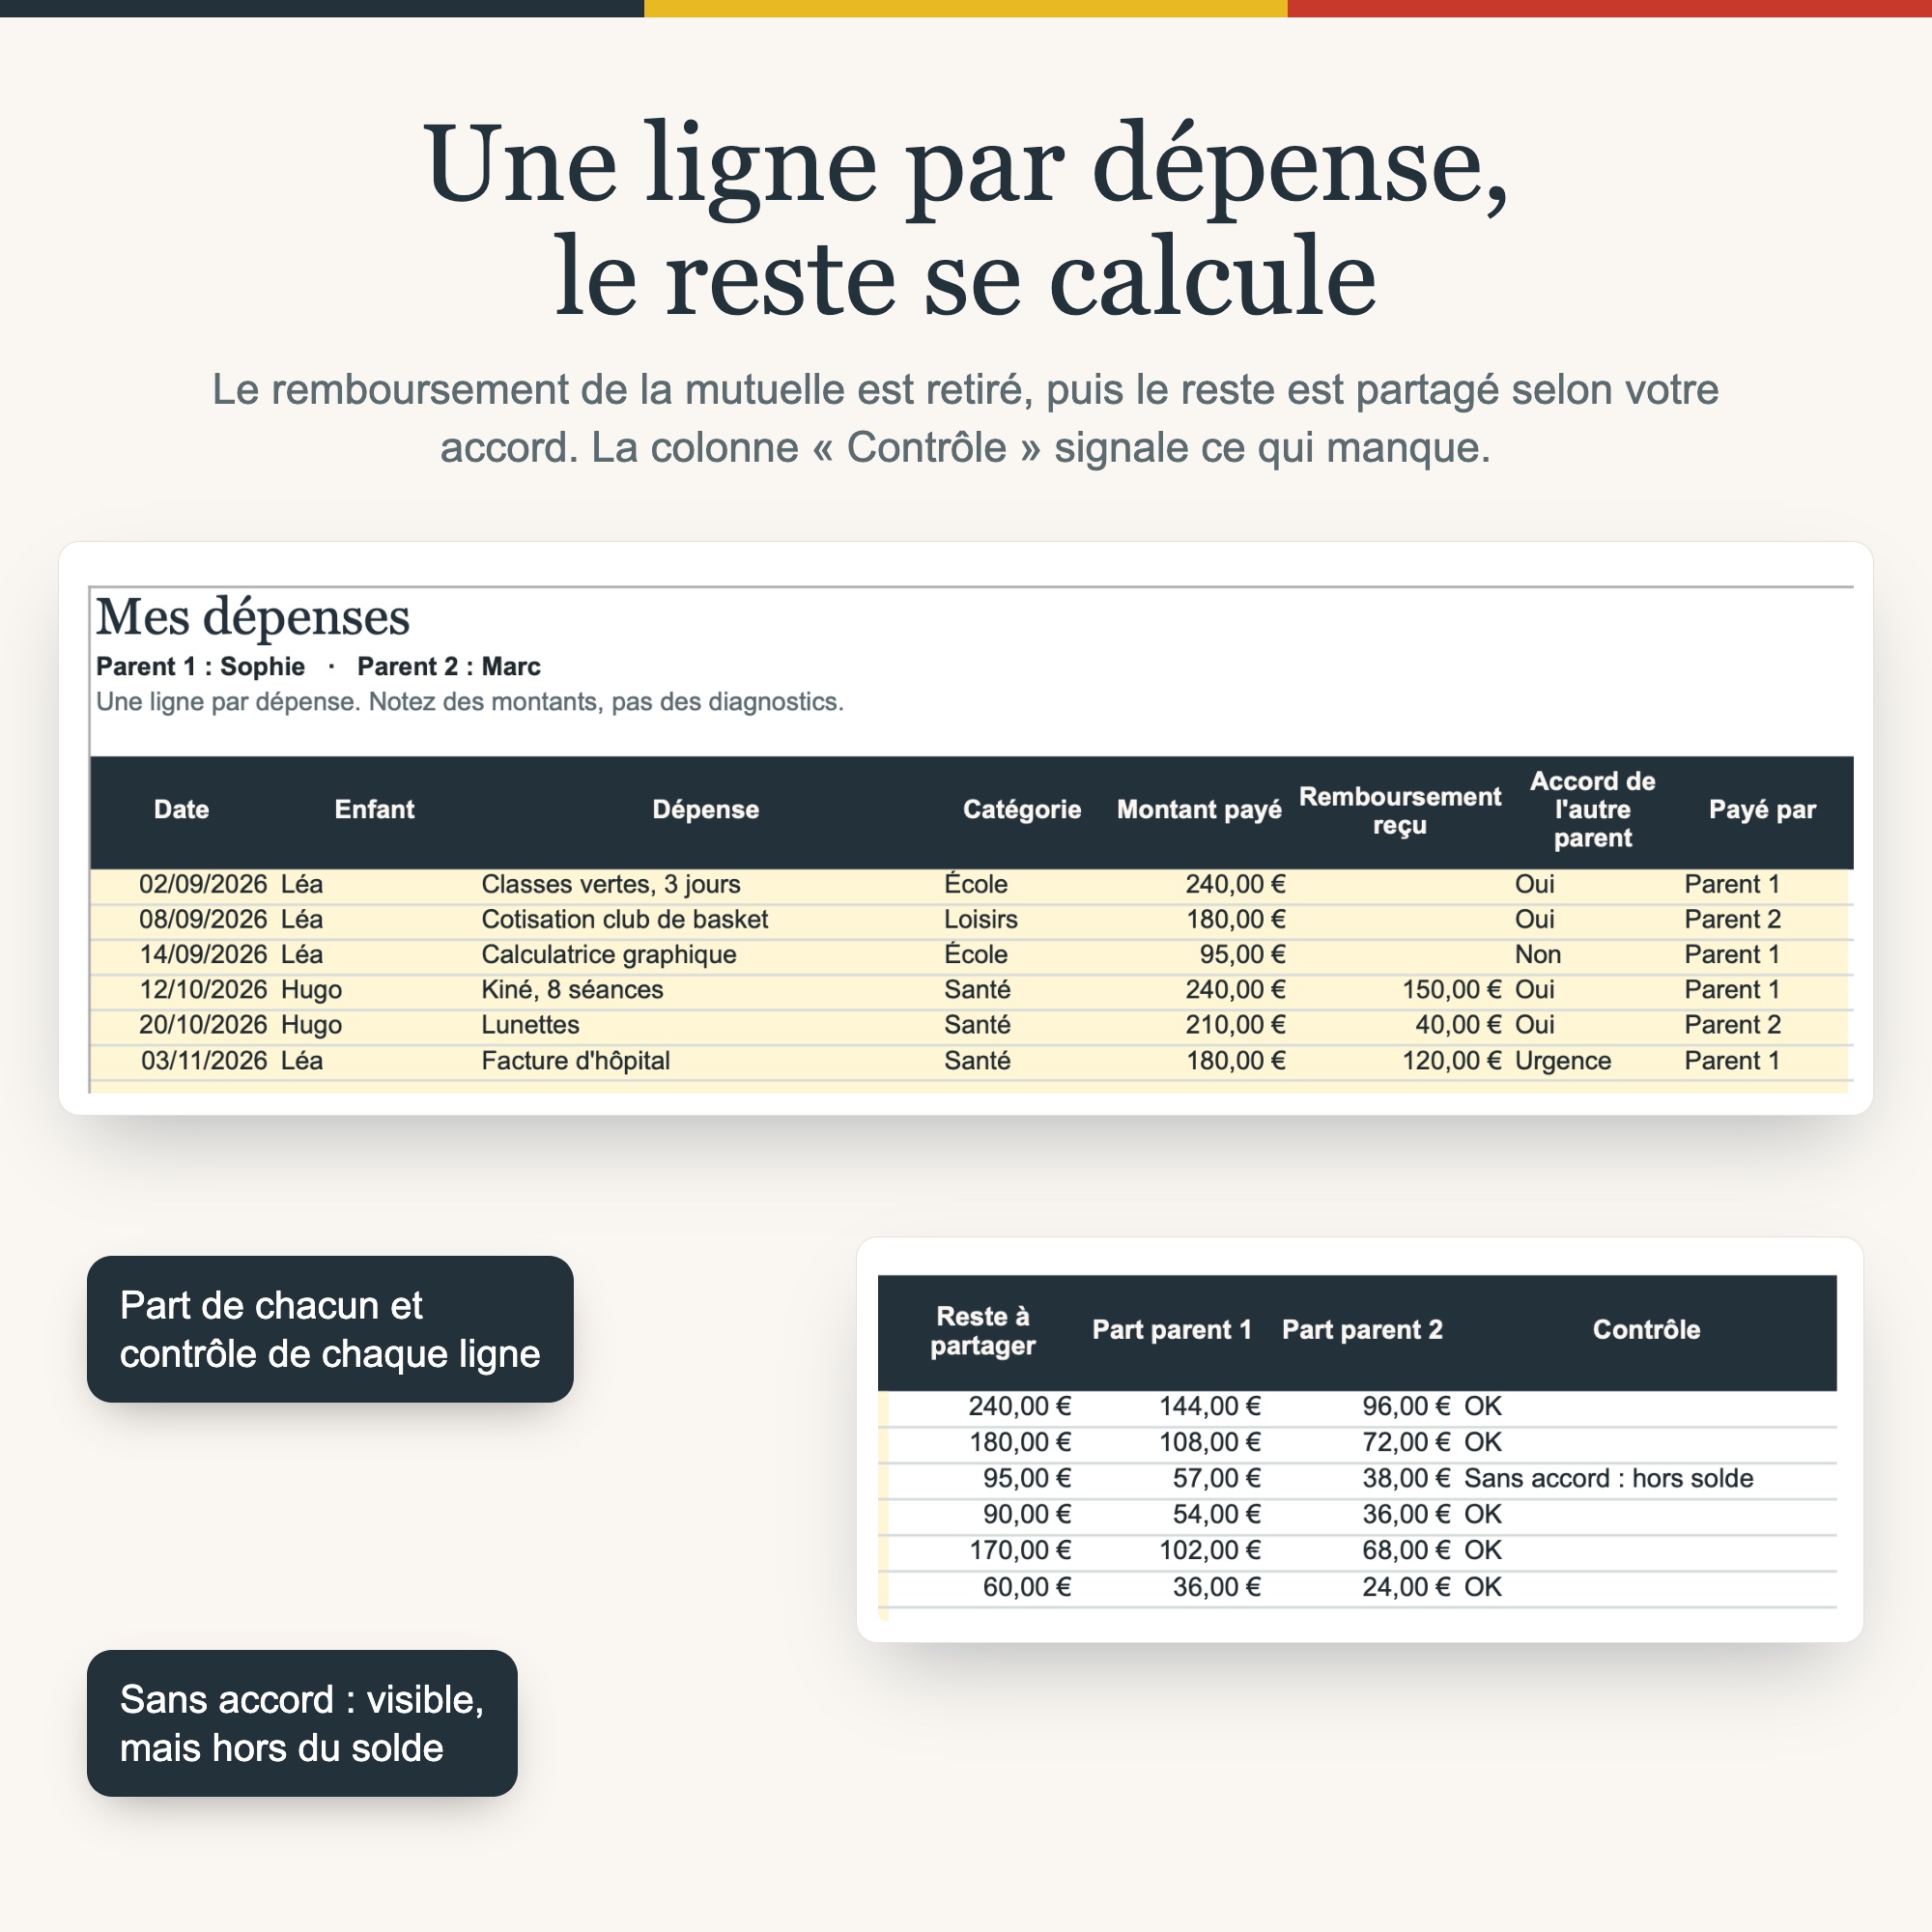 Une ligne par dépense,
le reste se calcule
Le remboursement de la mutuelle est retiré, puis le reste est partagé selon votre
accord. La colonne « Contrôle » signale ce qui manque.
Mes dépenses
Parent 1 : Sophie · Parent 2 : Marc
Une ligne par dépense. Notez des montants, pas des diagnostics.
Date Enfant Dépense Catégorie Montant payé Remboursement reçu Accord de l'autre parent Payé par
02/09/2026 Léa Classes vertes, 3 jours École 240,00 € Oui Parent 1
08/09/2026 Léa Cotisation club de basket Loisirs 180,00 € Oui Parent 2
14/09/2026 Léa Calculatrice graphique École 95,00 € Non Parent 1
12/10/2026 Hugo Kiné, 8 séances Santé 240,00 € 150,00 € Oui Parent 1
20/10/2026 Hugo Lunettes Santé 210,00 € 40,00 € Oui Parent 2
03/11/2026 Léa Facture d'hôpital Santé 180,00 € 120,00 € Urgence Parent 1
Part de chacun et
contrôle de chaque ligne
Reste à partager Part parent 1 Part parent 2 Contrôle
240,00 € 144,00 € 96,00 € OK
180,00 € 108,00 € 72,00 € OK
95,00 € 57,00 € 38,00 € Sans accord : hors solde
90,00 € 54,00 € 36,00 € OK
170,00 € 102,00 € 68,00 € OK
60,00 € 36,00 € 24,00 € OK
Sans accord : visible,
mais hors du solde